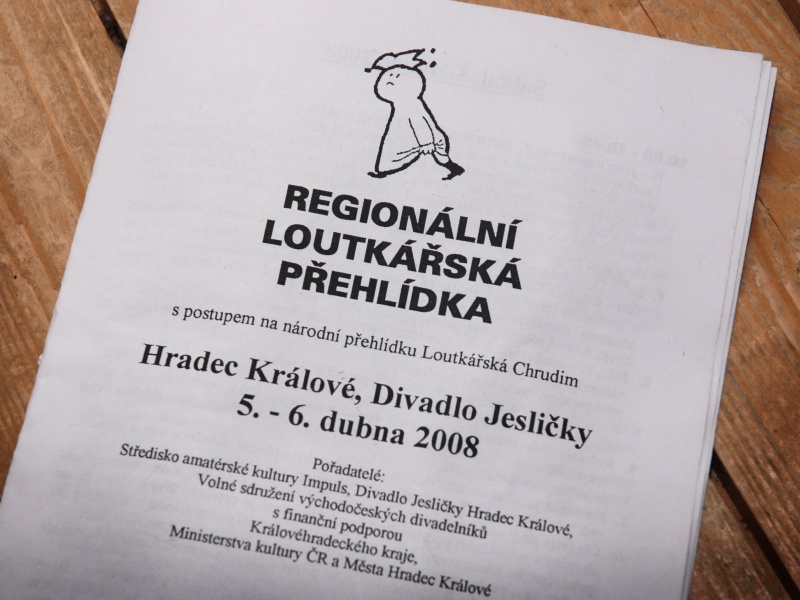 REGIONÁLNÍ
LOUTKÁŘSKÁ
PŘEHLÍDKA
s postupem na národní přehlídku Loutkářská Chrudim
Hradec Králové, Divadlo Jesličky
5. - 6. dubna 2008
Pořadatelé:
Středisko amatérské kultury Impuls, Divadlo Jesličky Hradec Králové,
Volné sdružení východočeských divadelníků
s finanční podporou
Královéhradeckého kraje,
Ministerstva kultury ČR a Města Hradec Králové